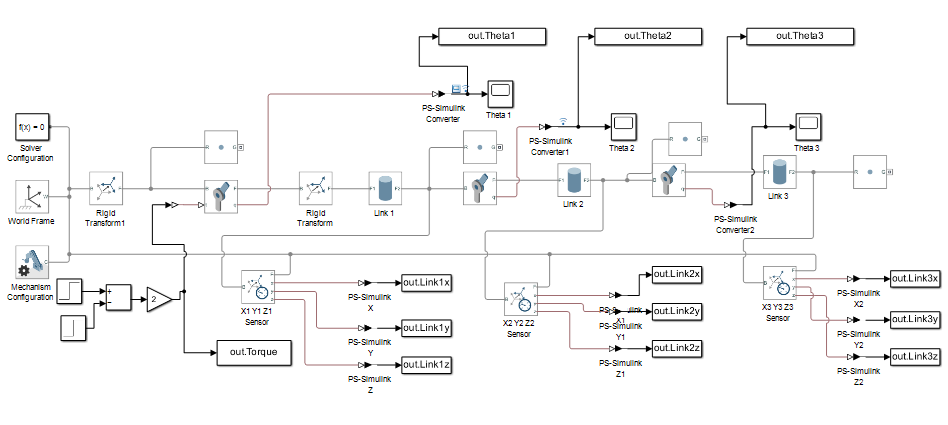 out.Theta1
out.Theta2
out.Theta3
PS-Simulink
Converter
Theta 1
PS-Simulink
Converter1
Theta 2
Theta 3
f(x) = 0
Solver
Configuration
World Frame
Rigid
Transform1
Rigid
Transform
Link 1
Link 2
Link 3
PS-Simulink
Converter2
Mechanism
Configuration
+
−
2
out.Torque
X1 Y1 Z1
Sensor
PS-Simulink
X
out.Link1x
PS-Simulink
Y
out.Link1y
PS-Simulink
Z
out.Link1z
X2 Y2 Z2
Sensor
PS-Simulink
X1
out.Link2x
PS-Simulink
Y1
out.Link2y
PS-Simulink
Z1
out.Link2z
X3 Y3 Z3
Sensor
PS-Simulink
X2
out.Link3x
PS-Simulink
Y2
out.Link3y
PS-Simulink
Z2
out.Link3z